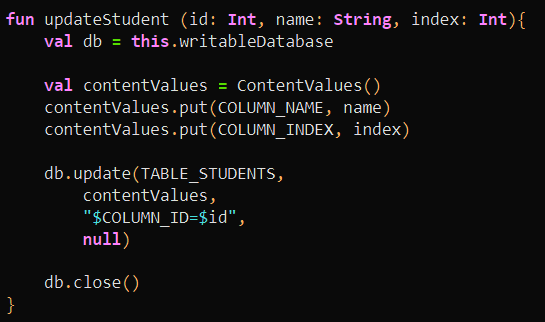 fun updateStudent (id: Int, name: String, index: Int){
    val db = this.writableDatabase

    val contentValues = ContentValues()
    contentValues.put(COLUMN_NAME, name)
    contentValues.put(COLUMN_INDEX, index)

    db.update(TABLE_STUDENTS,
        contentValues,
        "$COLUMN_ID=$id",
        null)

    db.close()
}